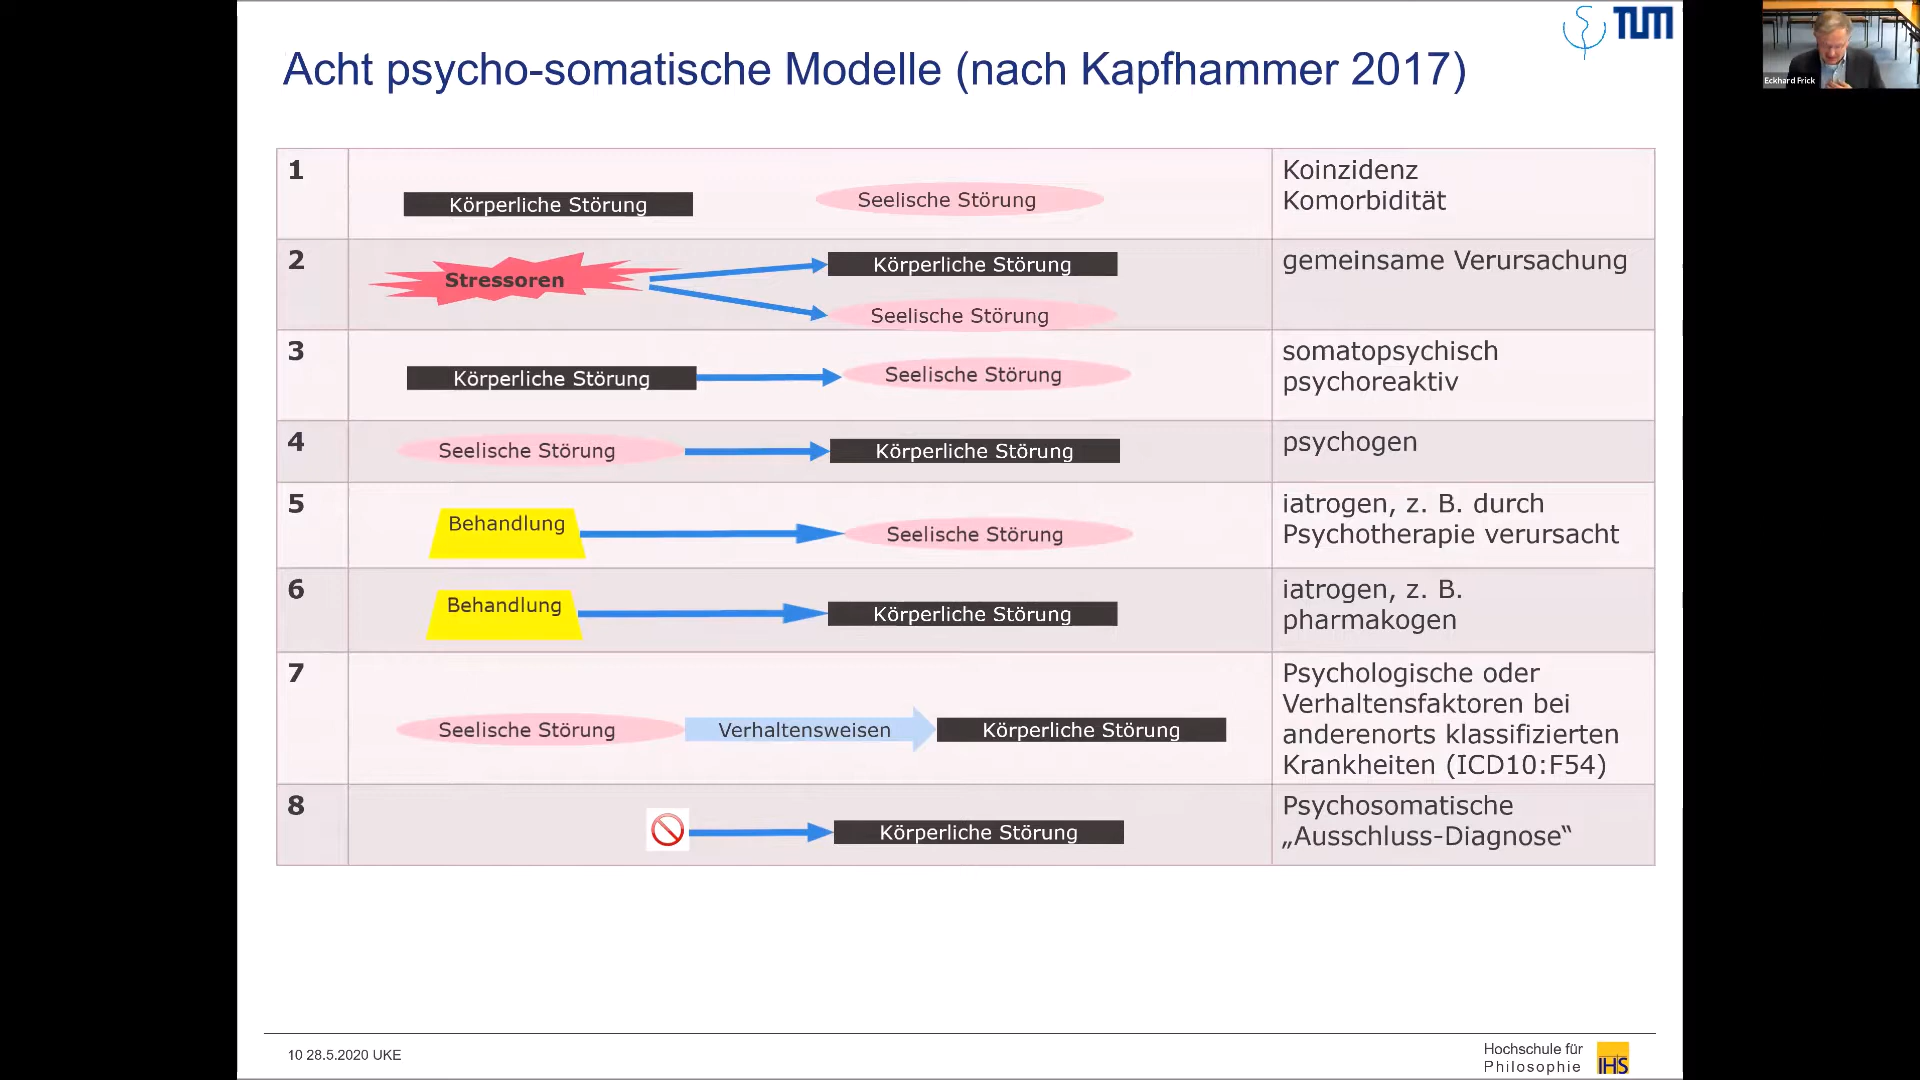 TUM
Acht psycho-somatische Modelle (nach Kapfhammer 2017)
Eckhard Frick
1
Körperliche Störung
Seelische Störung
Koinzidenz
Komorbidität
2
Stressoren
Körperliche Störung
Seelische Störung
gemeinsame Verursachung
3
Körperliche Störung
Seelische Störung
somatopsychisch
psychoreaktiv
4
Seelische Störung
Körperliche Störung
psychogen
5
Behandlung
Seelische Störung
iatrogen, z. B. durch
Psychotherapie verursacht
6
Behandlung
Körperliche Störung
iatrogen, z. B.
pharmakogen
7
Seelische Störung
Verhaltensweisen
Körperliche Störung
Psychologische oder
Verhaltensfaktoren bei
anderenorts klassifizierten
Krankheiten (ICD10:F54)
8
Körperliche Störung
Psychosomatische
„Ausschluss-Diagnose“
10 28.5.2020 UKE
Hochschule für
Philosophie
IHS